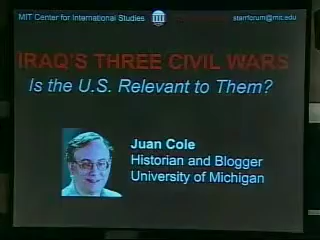 MIT Center for International Studies
starrforum@mit.edu
IRAQ'S THREE CIVIL WARS
Is the U.S. Relevant to Them?
Juan Cole
Historian and Blogger
University of Michigan